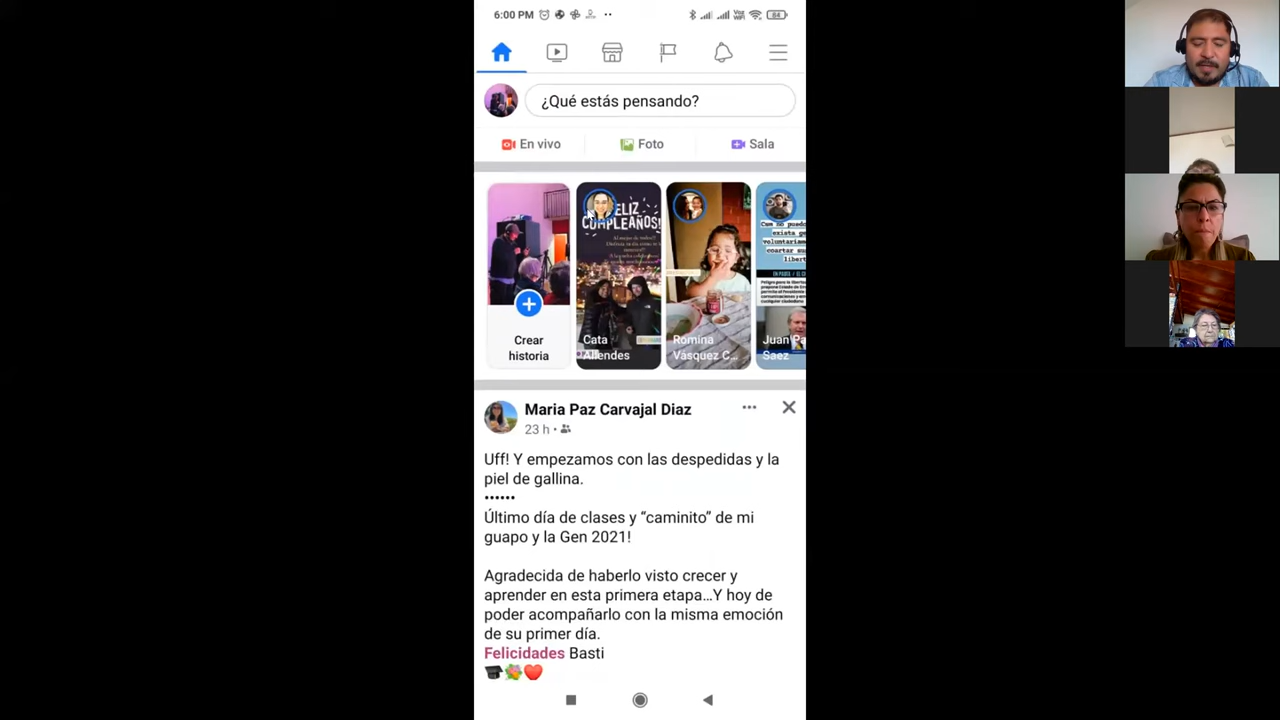 6:00 PM
84
¿Qué estás pensando?
En vivo
Foto
Sala
Crear
historia
FELIZ
CUMPLEAÑOS!
Cata
Allendes
Romina
Vásquez C...
Juan Pa
Saez
Maria Paz Carvajal Diaz
23 h
Uff! Y empezamos con las despedidas y la
piel de gallina.
••••••
Último día de clases y “caminito” de mi
guapo y la Gen 2021!
Agradecida de haberlo visto crecer y
aprender en esta primera etapa…Y hoy de
poder acompañarlo con la misma emoción
de su primer día.
Felicidades Basti